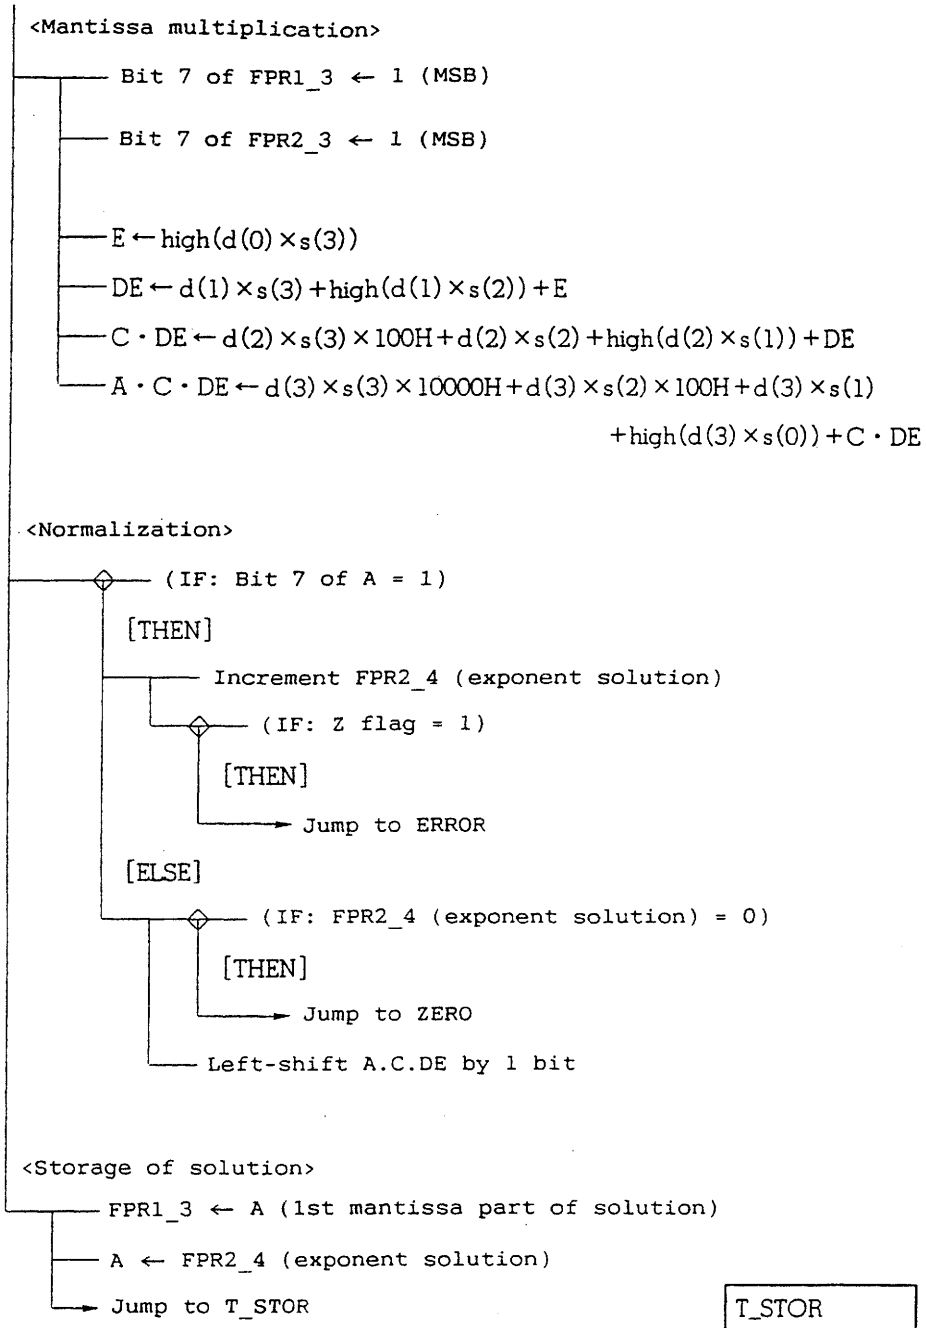 <Mantissa multiplication>
Bit 7 of FPR1_3 ← 1 (MSB)
Bit 7 of FPR2_3 ← 1 (MSB)
E ← high(d(0) × s(3))
DE ← d(1) × s(3) + high(d(1) × s(2)) + E
C · DE ← d(2) × s(3) × 100H + d(2) × s(2) + high(d(2) × s(1)) + DE
A · C · DE ← d(3) × s(3) × 10000H + d(3) × s(2) × 100H + d(3) × s(1)
+ high(d(3) × s(0)) + C · DE
<Normalization>
(IF: Bit 7 of A = 1)
[THEN]
Increment FPR2_4 (exponent solution)
(IF: Z flag = 1)
[THEN]
Jump to ERROR
[ELSE]
(IF: FPR2_4 (exponent solution) = 0)
[THEN]
Jump to ZERO
Left-shift A.C.DE by 1 bit
<Storage of solution>
FPR1_3 ← A (1st mantissa part of solution)
A ← FPR2_4 (exponent solution)
Jump to T_STOR
T_STOR